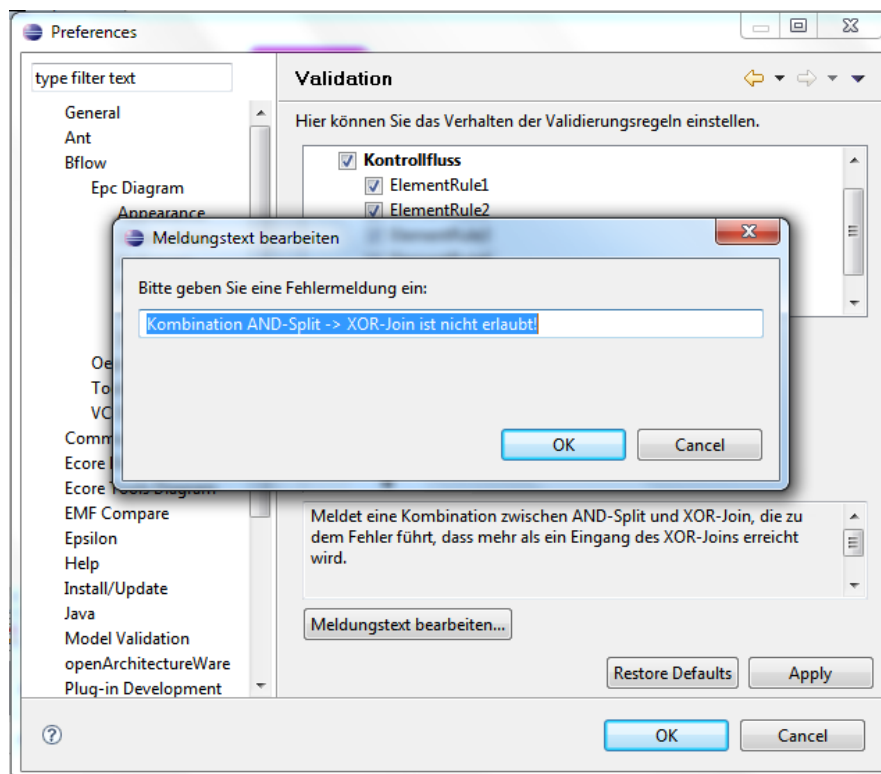 Preferences
type filter text
Validation
General
Ant
Bflow
Epc Diagram
Appearance
Hier können Sie das Verhalten der Validierungsregeln einstellen.
Kontrollfluss
ElementRule1
ElementRule2
Meldungstext bearbeiten
Bitte geben Sie eine Fehlermeldung ein:
Kombination AND-Split -> XOR-Join ist nicht erlaubt!
OK
Cancel
Oe
To
VC
Comm
Ecore
Ecore Tools Diagram
EMF Compare
Epsilon
Help
Install/Update
Java
Model Validation
openArchitectureWare
Plug-in Development
Meldet eine Kombination zwischen AND-Split und XOR-Join, die zu
dem Fehler führt, dass mehr als ein Eingang des XOR-Joins erreicht
wird.
Meldungstext bearbeiten...
Restore Defaults
Apply
OK
Cancel